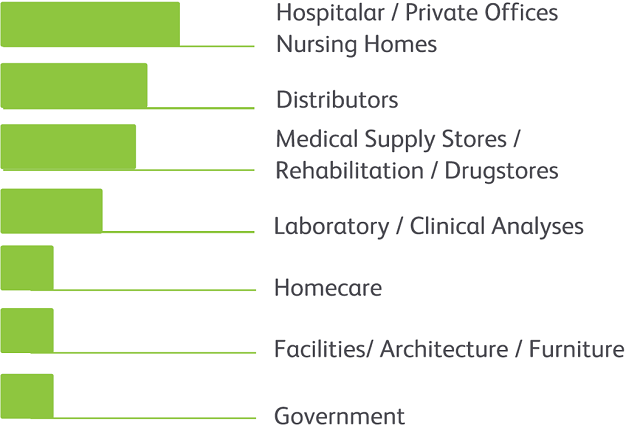 Hospitalar / Private Offices
Nursing Homes
Distributors
Medical Supply Stores /
Rehabilitation / Drugstores
Laboratory / Clinical Analyses
Homecare
Facilities/ Architecture / Furniture
Government